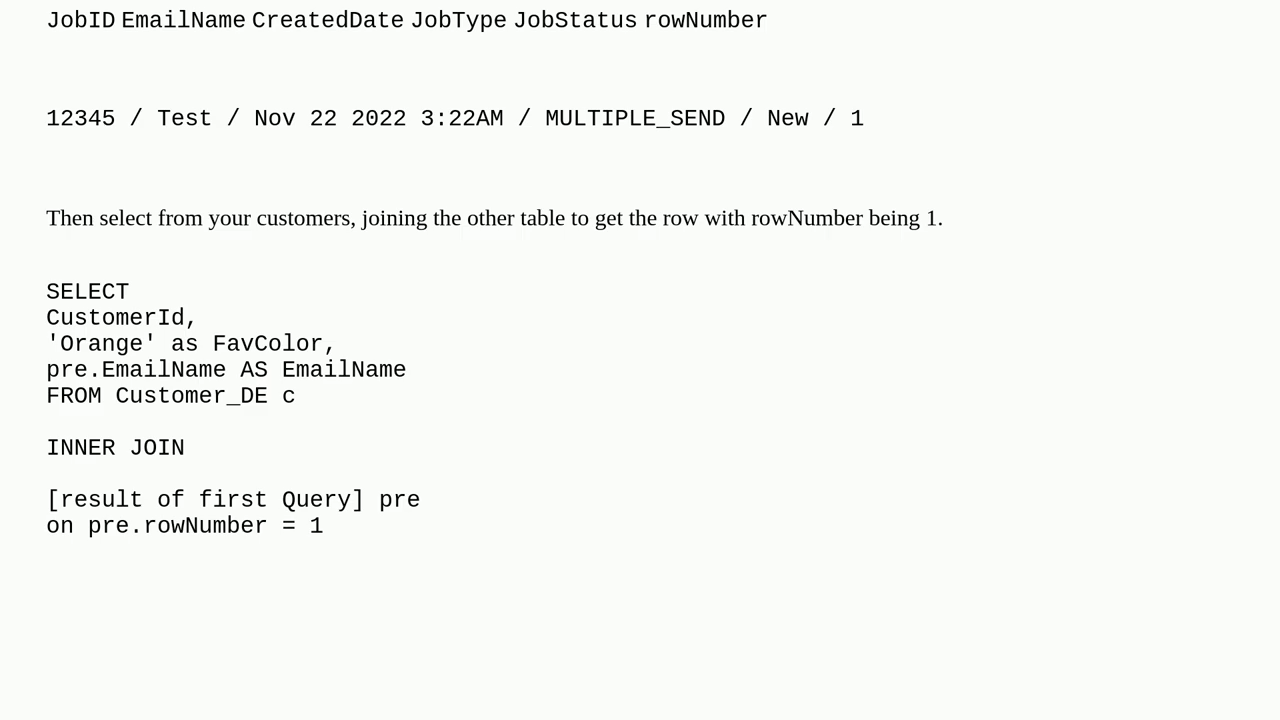 JobID EmailName CreatedDate JobType JobStatus rowNumber
12345 / Test / Nov 22 2022 3:22AM / MULTIPLE_SEND / New / 1
Then select from your customers, joining the other table to get the row with rowNumber being 1.
SELECT
CustomerId,
'Orange' as FavColor,
pre.EmailName AS EmailName
FROM Customer_DE c
INNER JOIN
[result of first Query] pre
on pre.rowNumber = 1